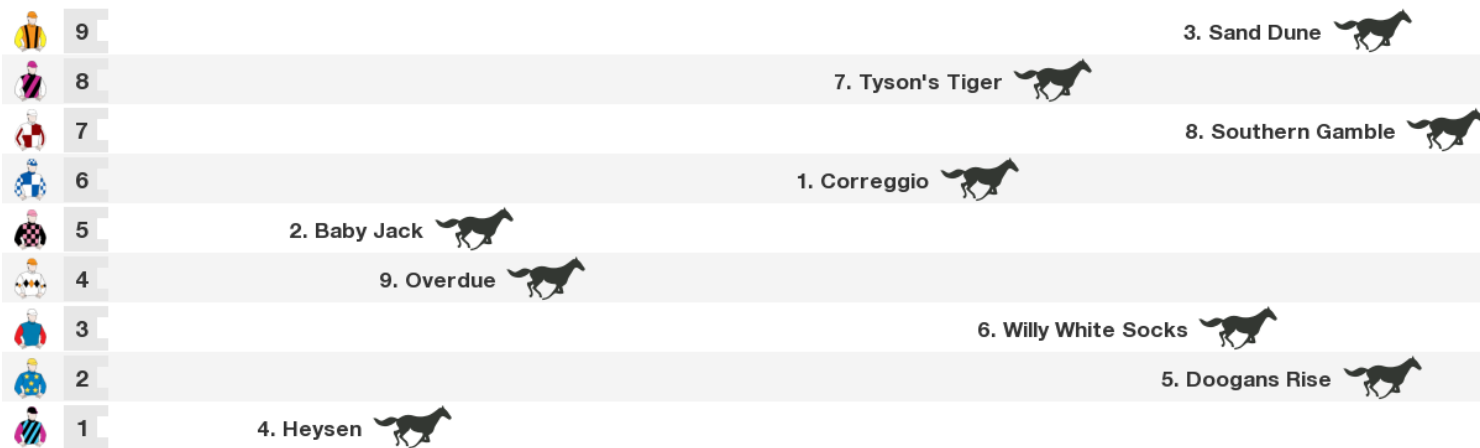 9 3. Sand Dune
8 7. Tyson's Tiger
7 8. Southern Gamble
6 1. Correggio
5 2. Baby Jack
4 9. Overdue
3 6. Willy White Socks
2 5. Doogans Rise
1 4. Heysen